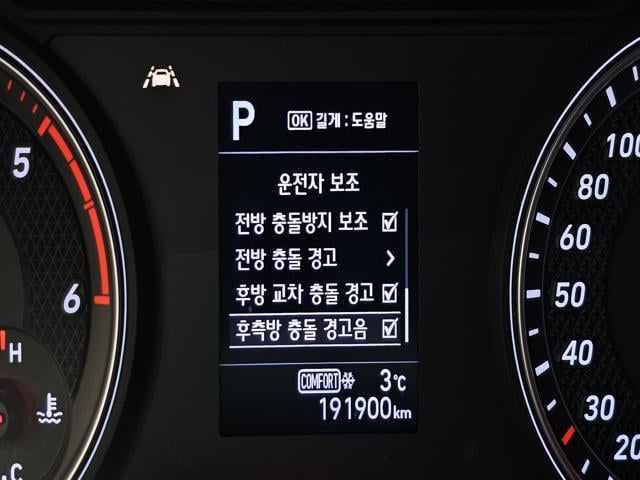 P
OK 길게 : 도움말
운전자 보조
전방 충돌방지 보조
전방 충돌 경고
후방 교차 충돌 경고
후측방 충돌 경고음
COMFORT 3℃
191900km
5
6
H
C
100
80
60
50
40
30
20